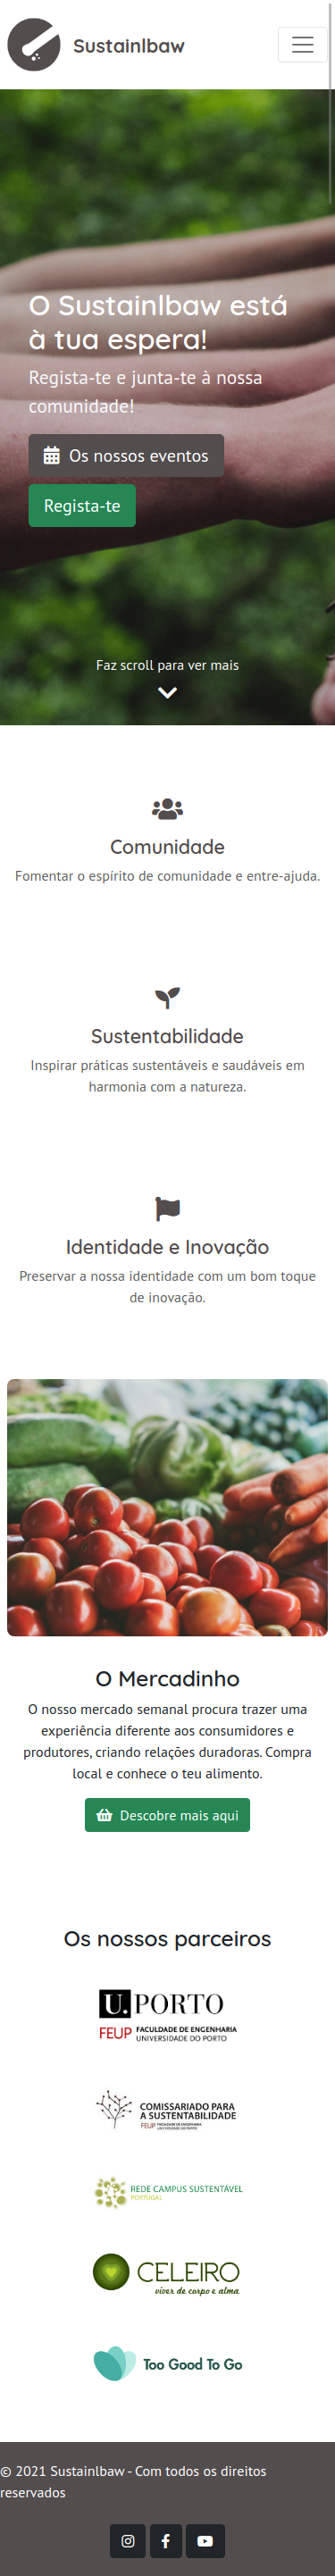 Sustainlbaw
O Sustainlbaw está
à tua espera!
Regista-te e junta-te à nossa
comunidade!
Os nossos eventos
Regista-te
Faz scroll para ver mais
Comunidade
Fomentar o espírito de comunidade e entre-ajuda.
Sustentabilidade
Inspirar práticas sustentáveis e saudáveis em
harmonia com a natureza.
Identidade e Inovação
Preservar a nossa identidade com um bom toque
de inovação.
O Mercadinho
O nosso mercado semanal procura trazer uma
experiência diferente aos consumidores e
produtores, criando relações duradoras. Compra
local e conhece o teu alimento.
Descobre mais aqui
Os nossos parceiros
U.PORTO
FEUP FACULDADE DE ENGENHARIA
UNIVERSIDADE DO PORTO
COMISSARIADO PARA
A SUSTENTABILIDADE
FEUP FACULDADE DE ENGENHARIA
UNIVERSIDADE DO PORTO
REDE CAMPUS SUSTENTÁVEL
PORTUGAL
CELEIRO
viver de corpo e alma
Too Good To Go
© 2021 Sustainlbaw - Com todos os direitos
reservados